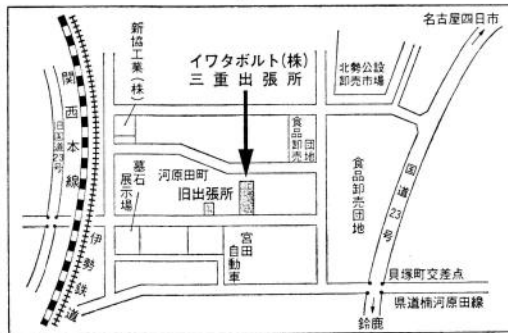 名古屋四日市
新協工業(株)
イワタボルト(株)
三重出張所
北勢公設
卸売市場
関西本線
旧国道23号
食品卸売団地
墓石展示場
河原田町
旧出張所
食品卸売団地
国道23号
伊勢鉄道
宮田自動車
貝塚町交差点
県道楠河原田線
鈴鹿